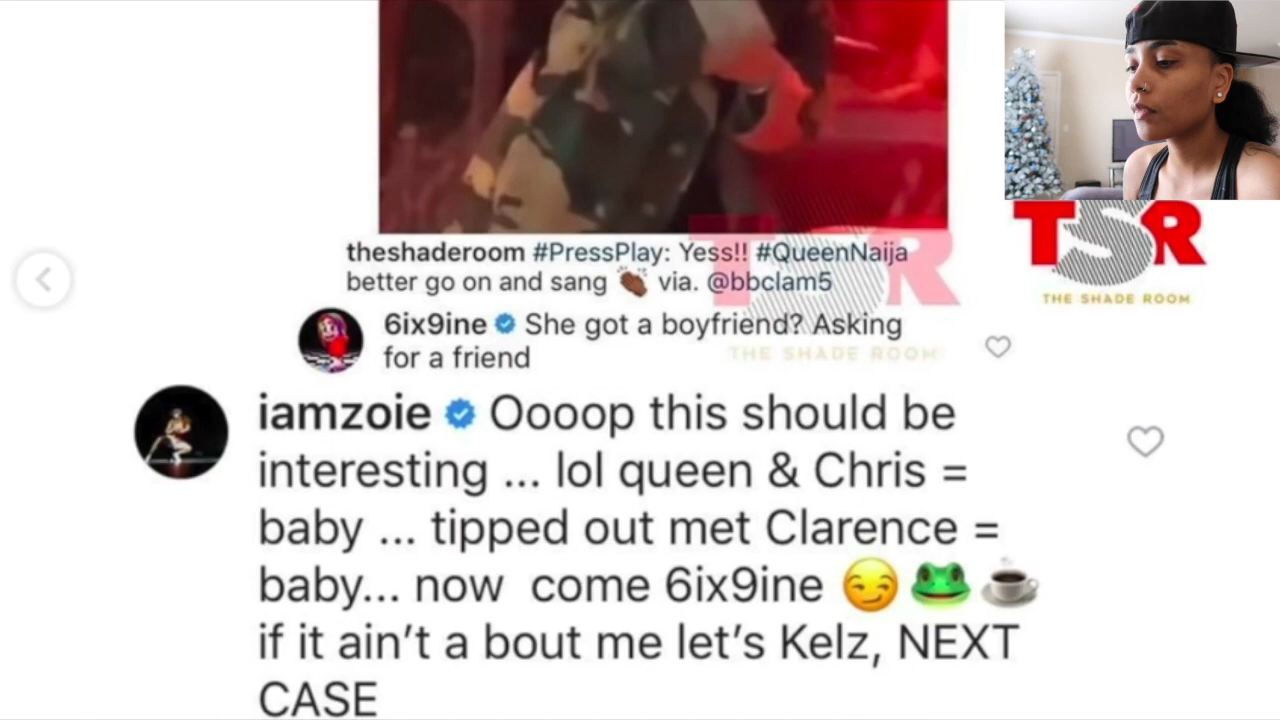 theshaderoom #PressPlay: Yess!! #QueenNaija
better go on and sang 👏🏾 via. @bbclam5
6ix9ine She got a boyfriend? Asking
for a friend
iamzoie Oooop this should be
interesting ... lol queen & Chris =
baby ... tipped out met Clarence =
baby... now come 6ix9ine 😏 🐸 ☕
if it ain't a bout me let's Kelz, NEXT
CASE
TSR
THE SHADE ROOM
TSR
THE SHADE ROOM